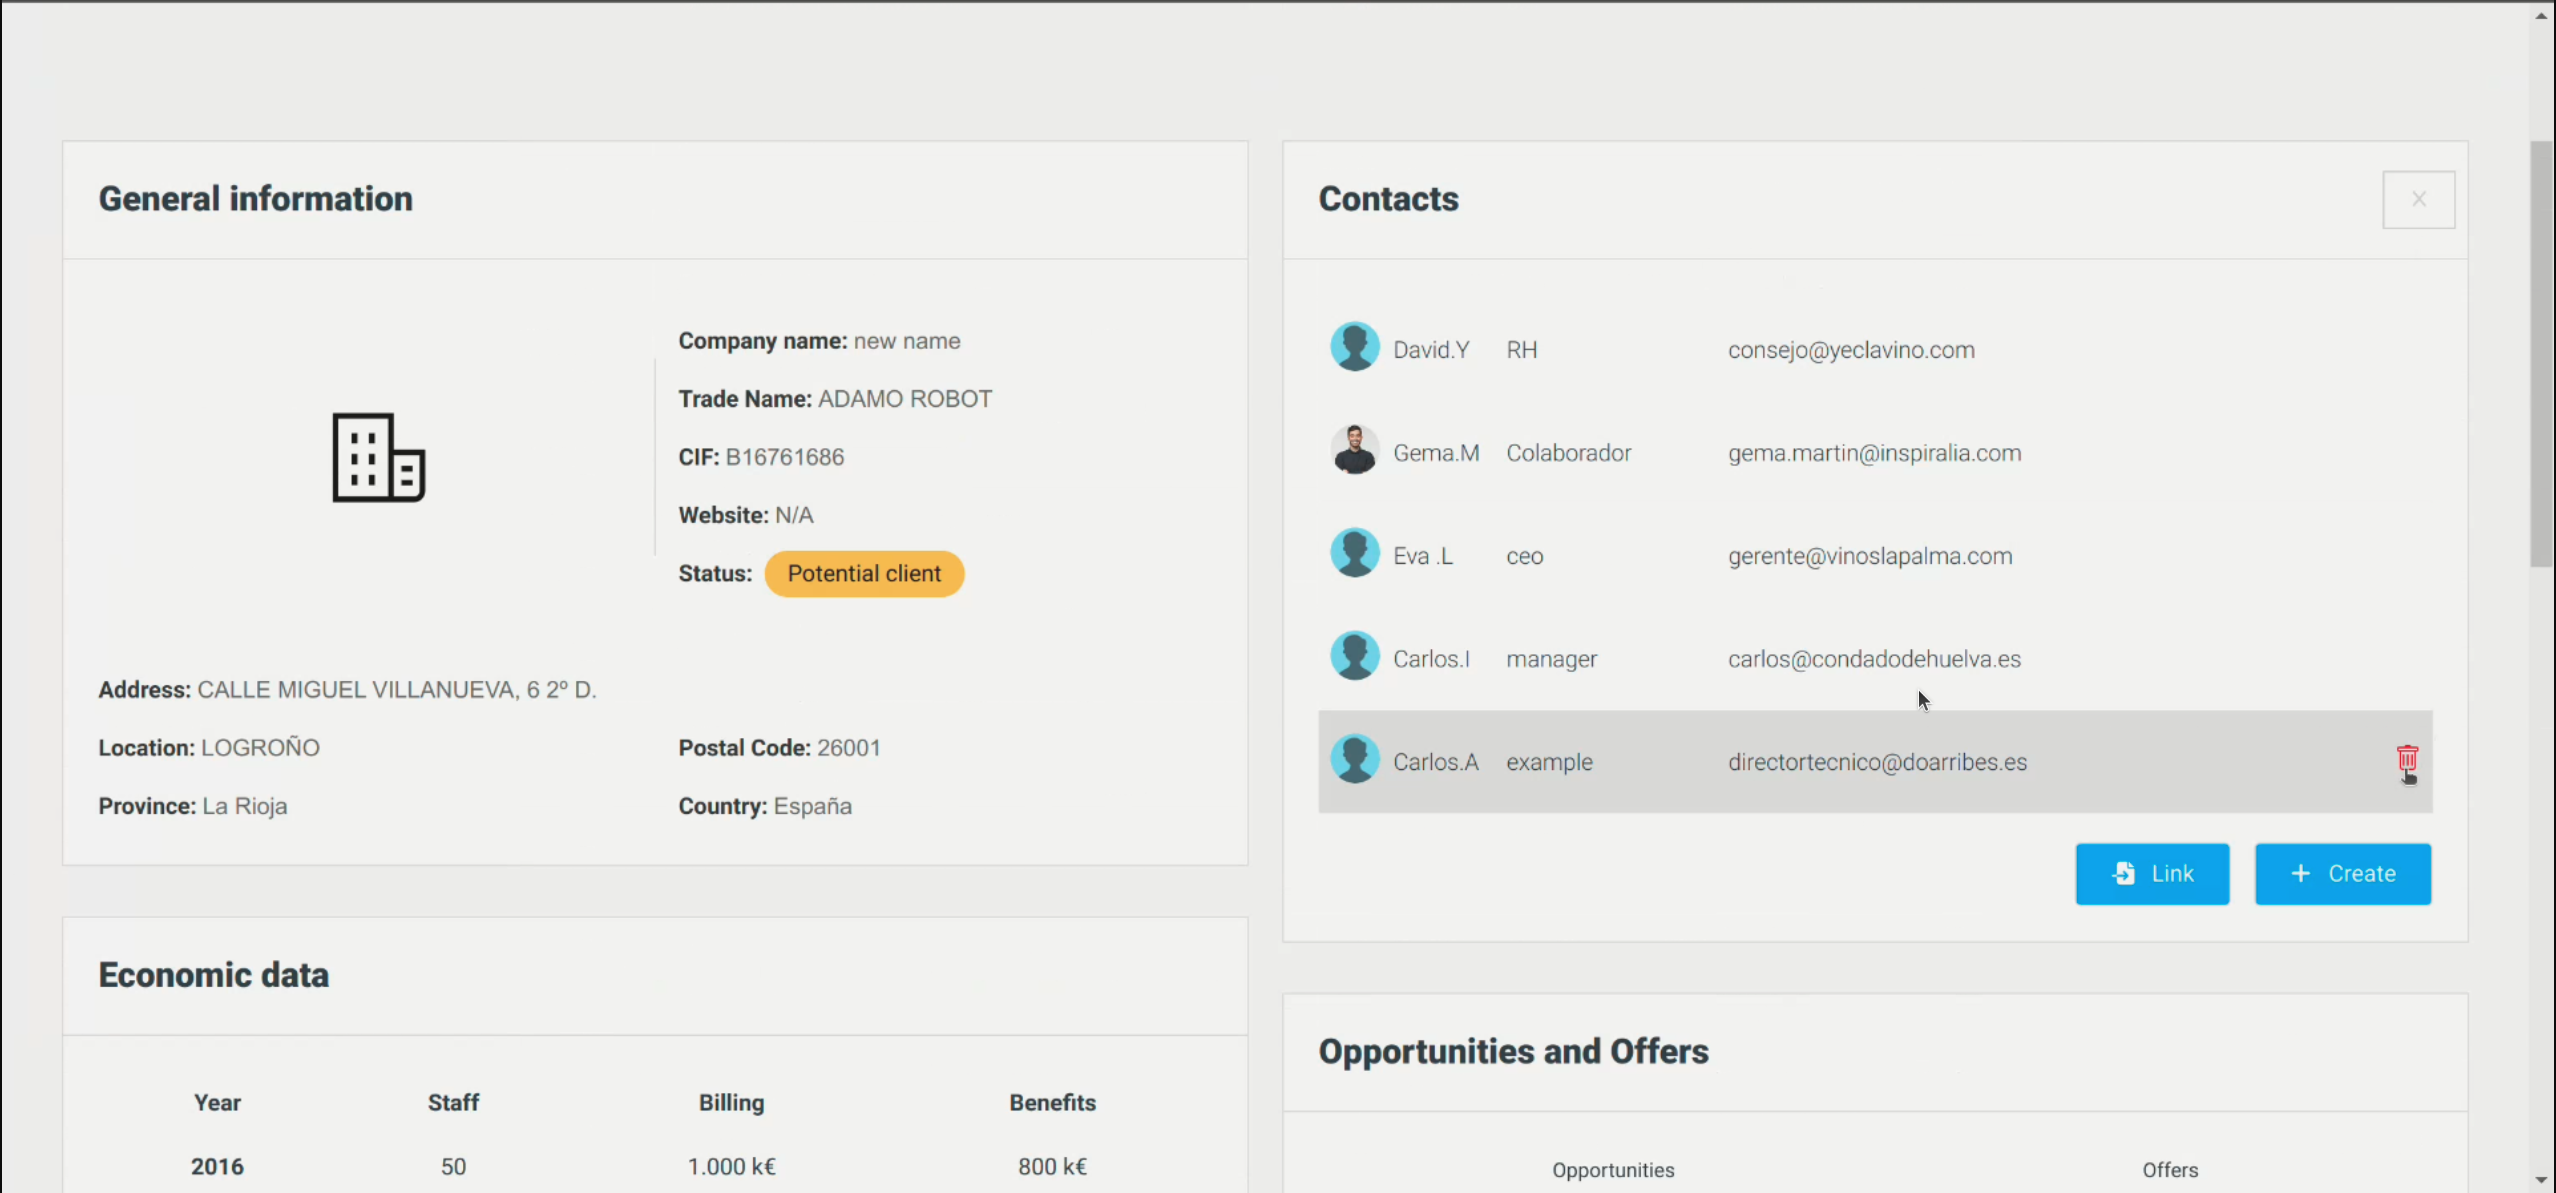 General information
Company name: new name
Trade Name: ADAMO ROBOT
CIF: B16761686
Website: N/A
Status: Potential client
Address: CALLE MIGUEL VILLANUEVA, 6 2º D.
Location: LOGROÑO
Postal Code: 26001
Province: La Rioja
Country: España
Economic data
Year Staff Billing Benefits
2016 50 1.000 k€ 800 k€
Contacts
David.Y RH consejo@yeclavino.com
Gema.M Colaborador gema.martin@inspiralia.com
Eva .L ceo gerente@vinoslapalma.com
Carlos.I manager carlos@condadodehuelva.es
Carlos.A example directortecnico@doarribes.es
Link
+ Create
Opportunities and Offers
Opportunities Offers